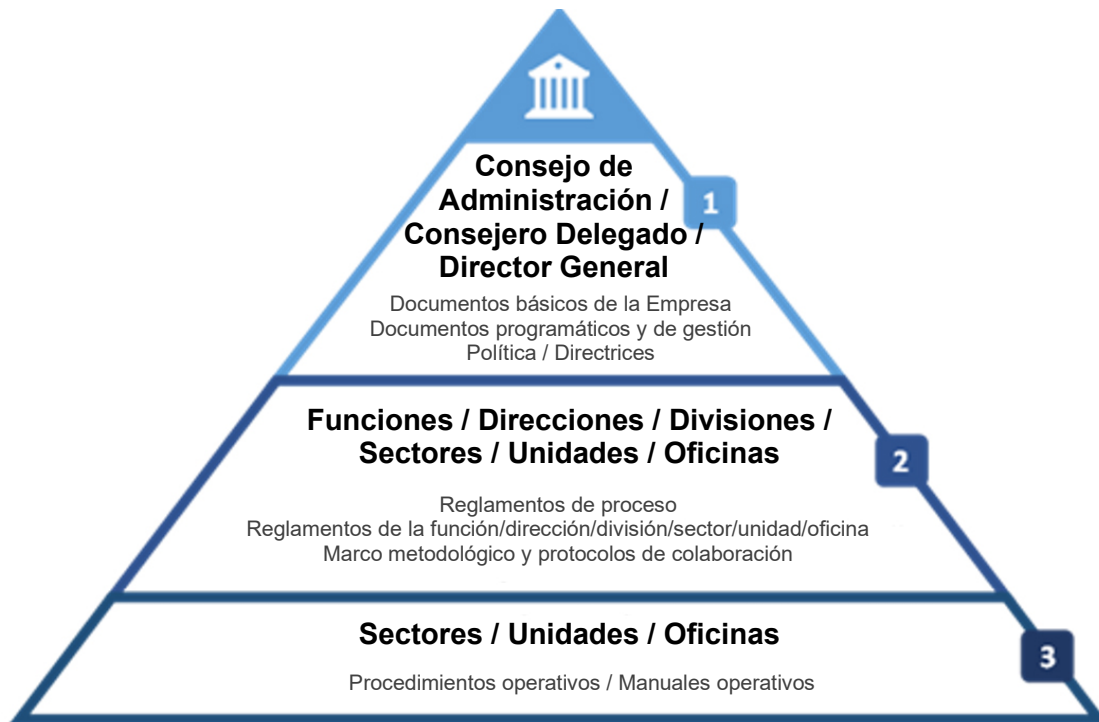 Consejo de
Administración /
Consejero Delegado /
Director General
1
Documentos básicos de la Empresa
Documentos programáticos y de gestión
Política / Directrices
Funciones / Direcciones / Divisiones /
Sectores / Unidades / Oficinas
2
Reglamentos de proceso
Reglamentos de la función/dirección/división/sector/unidad/oficina
Marco metodológico y protocolos de colaboración
Sectores / Unidades / Oficinas
3
Procedimientos operativos / Manuales operativos